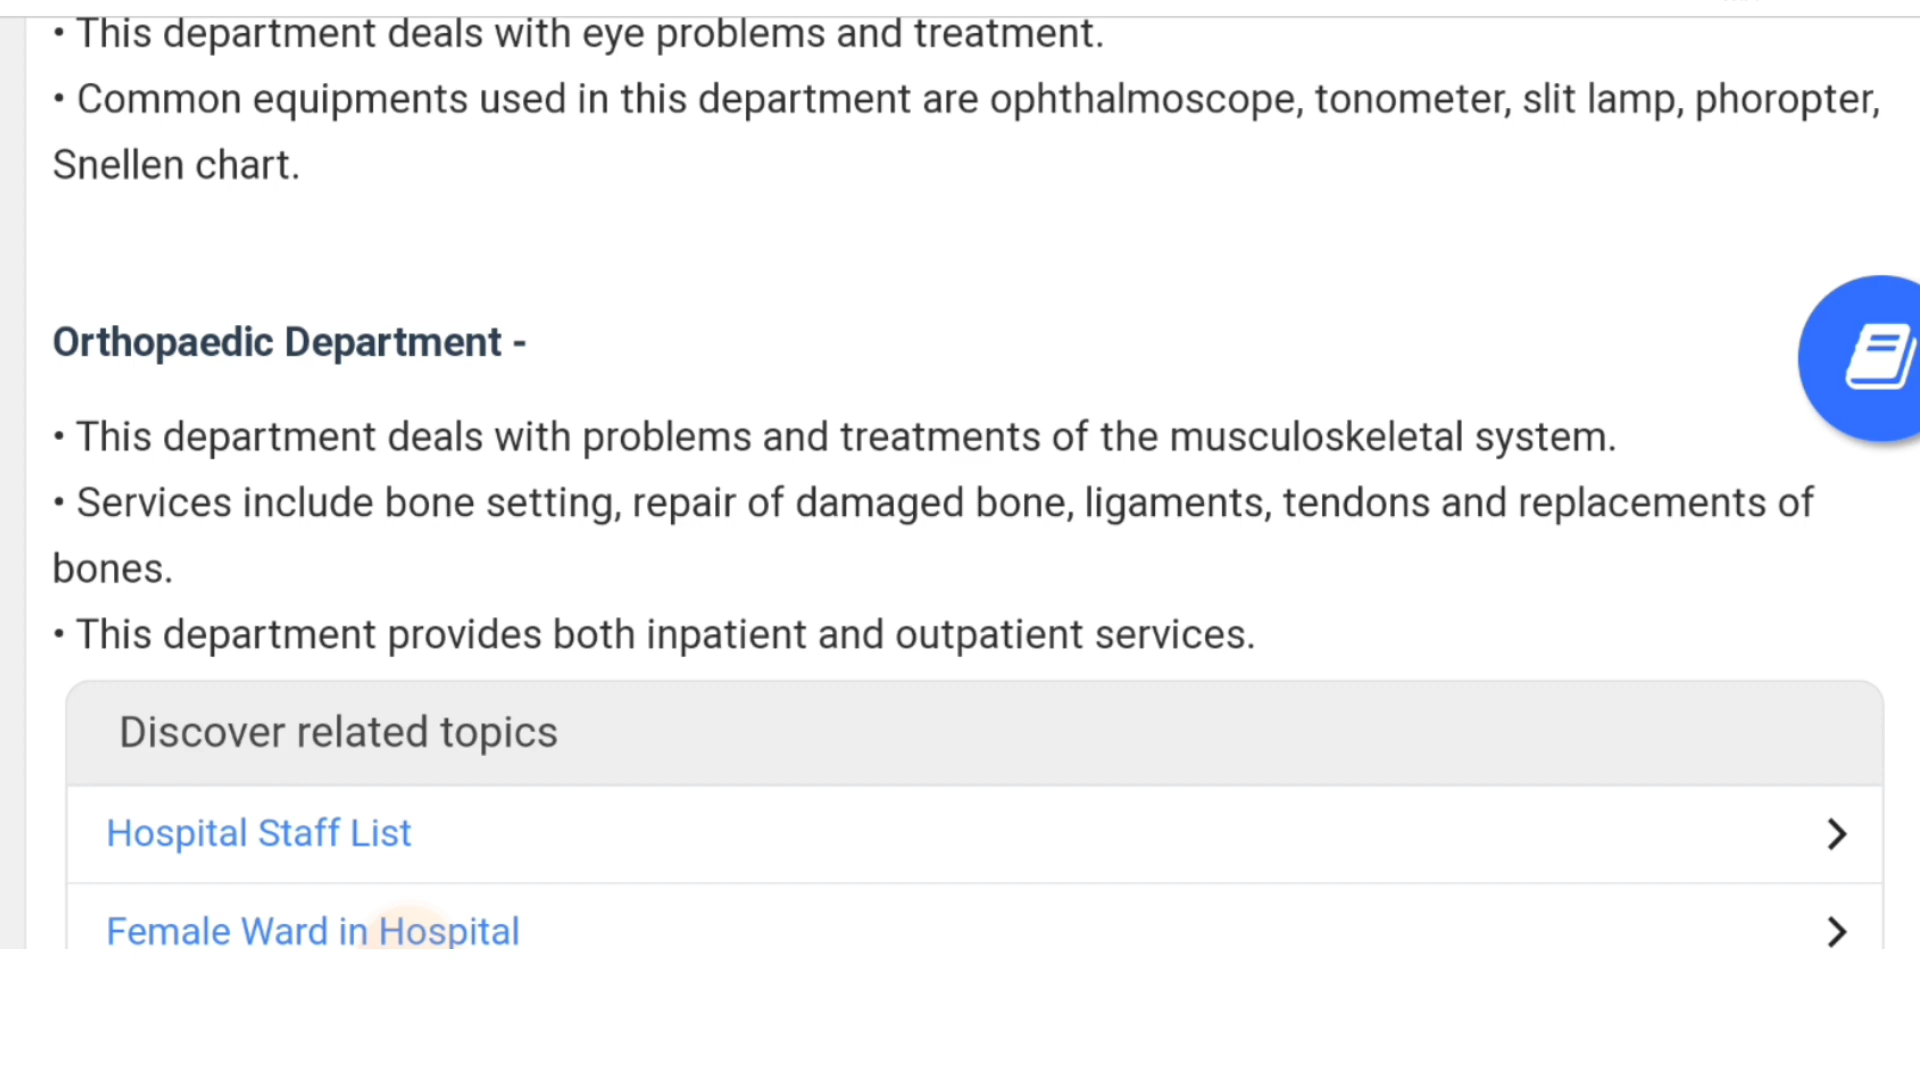 • This department deals with eye problems and treatment.
• Common equipments used in this department are ophthalmoscope, tonometer, slit lamp, phoropter,
Snellen chart.
Orthopaedic Department -
• This department deals with problems and treatments of the musculoskeletal system.
• Services include bone setting, repair of damaged bone, ligaments, tendons and replacements of
bones.
• This department provides both inpatient and outpatient services.
Discover related topics
Hospital Staff List
Female Ward in Hospital